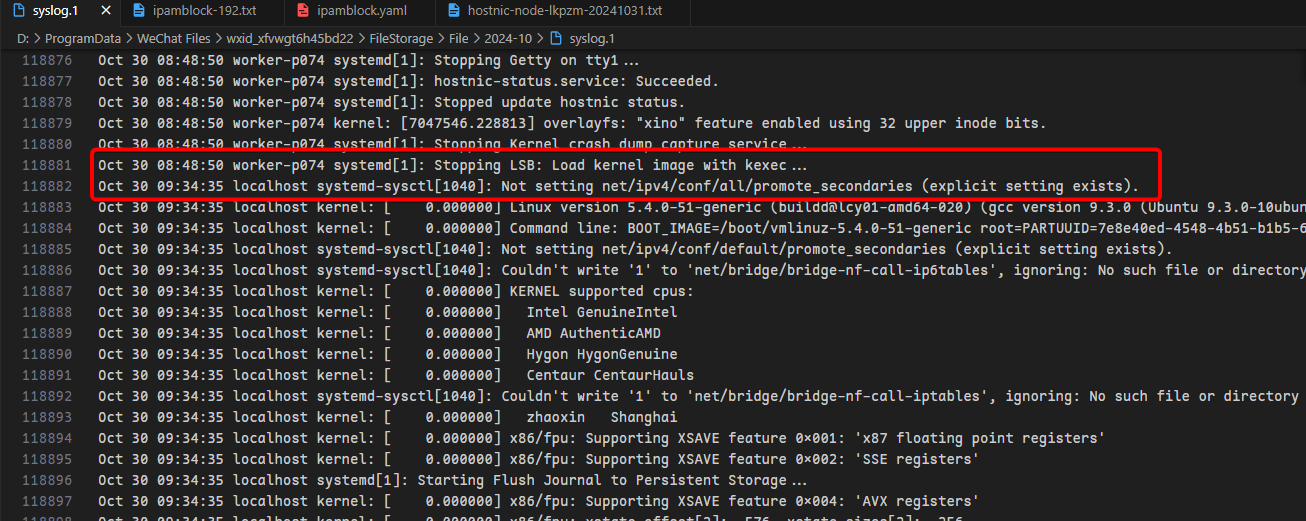 syslog.1 × ipamblock-192.txt ipamblock.yaml hostnic-node-lkpzm-20241031.txt
D: > ProgramData > WeChat Files > wxid_xfvwgt6h45bd22 > FileStorage > File > 2024-10 > syslog.1
118876 Oct 30 08:48:50 worker-p074 systemd[1]: Stopping Getty on tty1...
118877 Oct 30 08:48:50 worker-p074 systemd[1]: hostnic-status.service: Succeeded.
118878 Oct 30 08:48:50 worker-p074 systemd[1]: Stopped update hostnic status.
118879 Oct 30 08:48:50 worker-p074 kernel: [7047546.228813] overlayfs: "xino" feature enabled using 32 upper inode bits.
118880 Oct 30 08:48:50 worker-p074 systemd[1]: Stopping Kernel crash dump capture service...
118881 Oct 30 08:48:50 worker-p074 systemd[1]: Stopping LSB: Load kernel image with kexec...
118882 Oct 30 09:34:35 localhost systemd-sysctl[1040]: Not setting net/ipv4/conf/all/promote_secondaries (explicit setting exists).
118883 Oct 30 09:34:35 localhost kernel: [    0.000000] Linux version 5.4.0-51-generic (buildd@lcy01-amd64-020) (gcc version 9.3.0 (Ubuntu 9.3.0-10ubun
118884 Oct 30 09:34:35 localhost kernel: [    0.000000] Command line: BOOT_IMAGE=/boot/vmlinuz-5.4.0-51-generic root=PARTUUID=7e8e40ed-4548-4b51-b1b5-6
118885 Oct 30 09:34:35 localhost systemd-sysctl[1040]: Not setting net/ipv4/conf/default/promote_secondaries (explicit setting exists).
118886 Oct 30 09:34:35 localhost systemd-sysctl[1040]: Couldn't write '1' to 'net/bridge/bridge-nf-call-ip6tables', ignoring: No such file or directory
118887 Oct 30 09:34:35 localhost kernel: [    0.000000] KERNEL supported cpus:
118888 Oct 30 09:34:35 localhost kernel: [    0.000000]   Intel GenuineIntel
118889 Oct 30 09:34:35 localhost kernel: [    0.000000]   AMD AuthenticAMD
118890 Oct 30 09:34:35 localhost kernel: [    0.000000]   Hygon HygonGenuine
118891 Oct 30 09:34:35 localhost kernel: [    0.000000]   Centaur CentaurHauls
118892 Oct 30 09:34:35 localhost systemd-sysctl[1040]: Couldn't write '1' to 'net/bridge/bridge-nf-call-iptables', ignoring: No such file or directory
118893 Oct 30 09:34:35 localhost kernel: [    0.000000]   zhaoxin   Shanghai
118894 Oct 30 09:34:35 localhost kernel: [    0.000000] x86/fpu: Supporting XSAVE feature 0x001: 'x87 floating point registers'
118895 Oct 30 09:34:35 localhost kernel: [    0.000000] x86/fpu: Supporting XSAVE feature 0x002: 'SSE registers'
118896 Oct 30 09:34:35 localhost systemd[1]: Starting Flush Journal to Persistent Storage...
118897 Oct 30 09:34:35 localhost kernel: [    0.000000] x86/fpu: Supporting XSAVE feature 0x004: 'AVX registers'